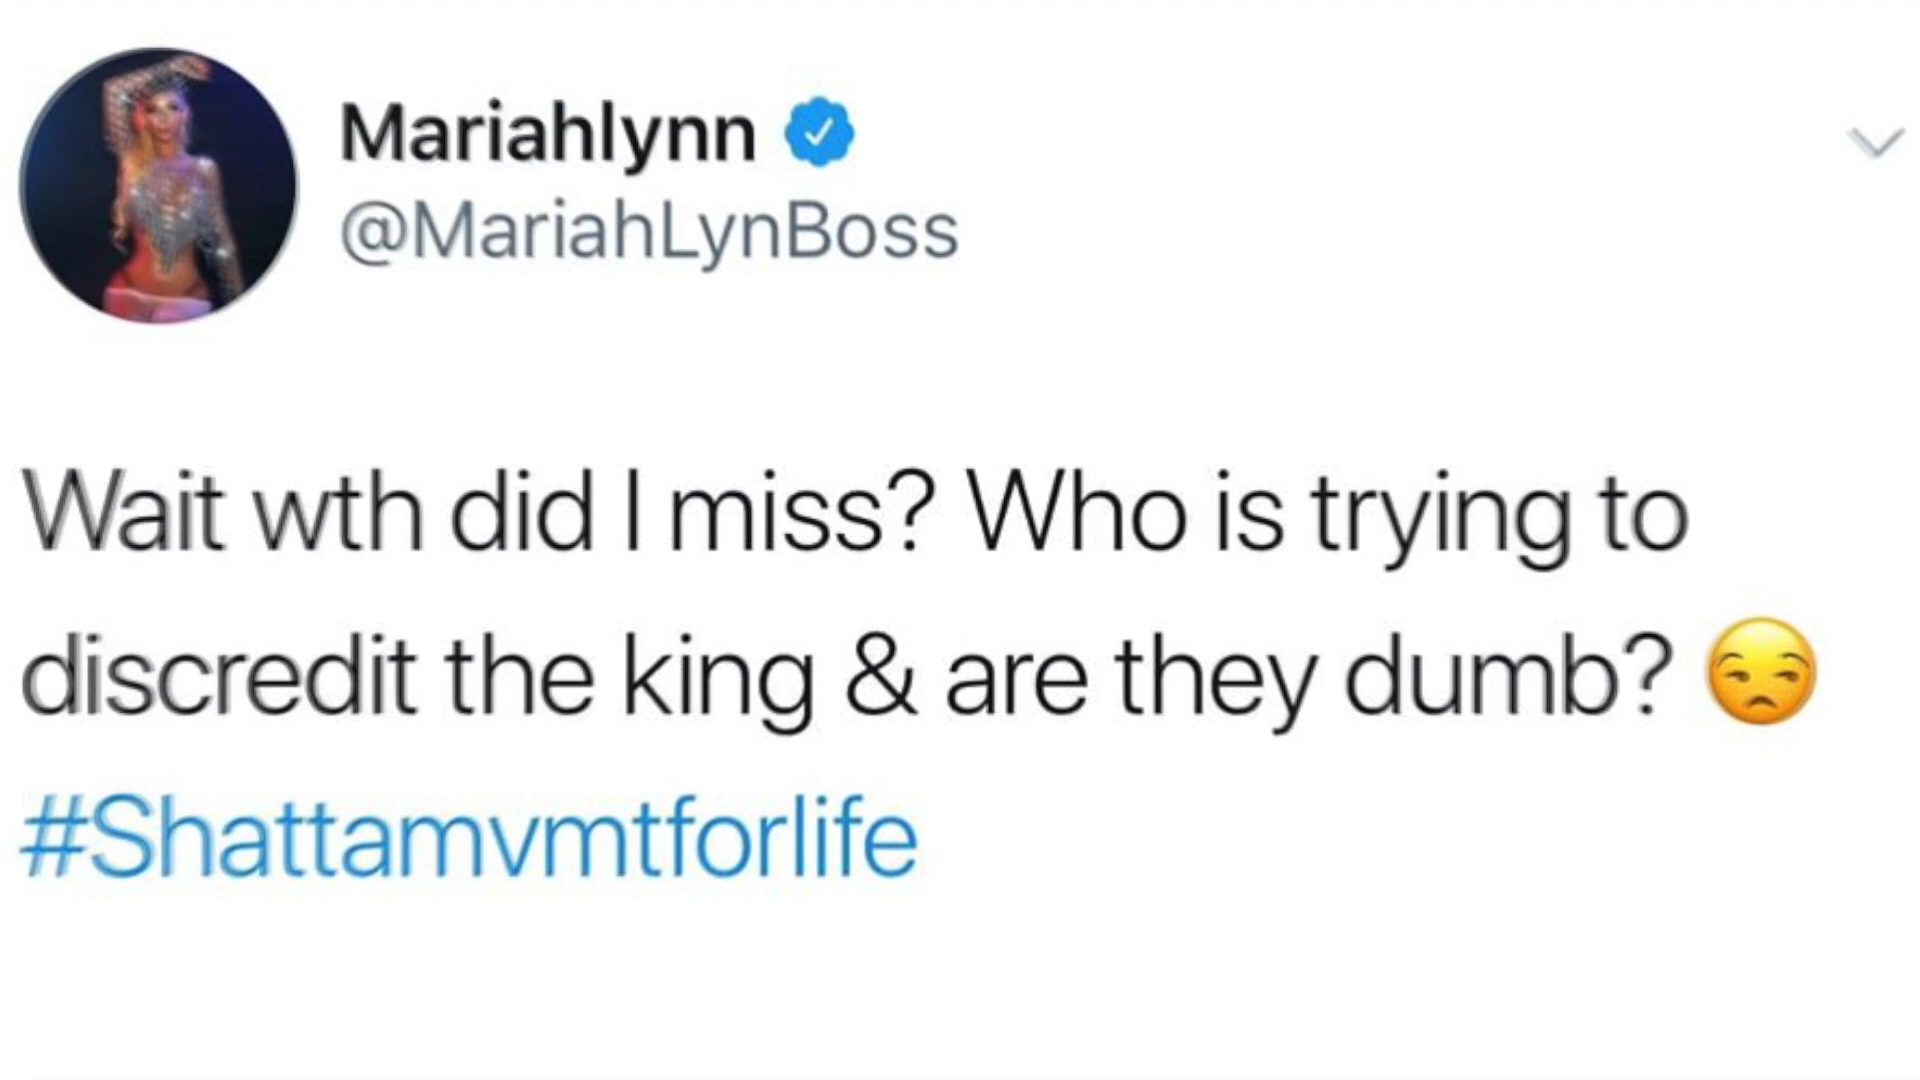 Mariahlynn
@MariahLynBoss
Wait wth did I miss? Who is trying to
discredit the king & are they dumb? 😒
#Shattamvmtforlife